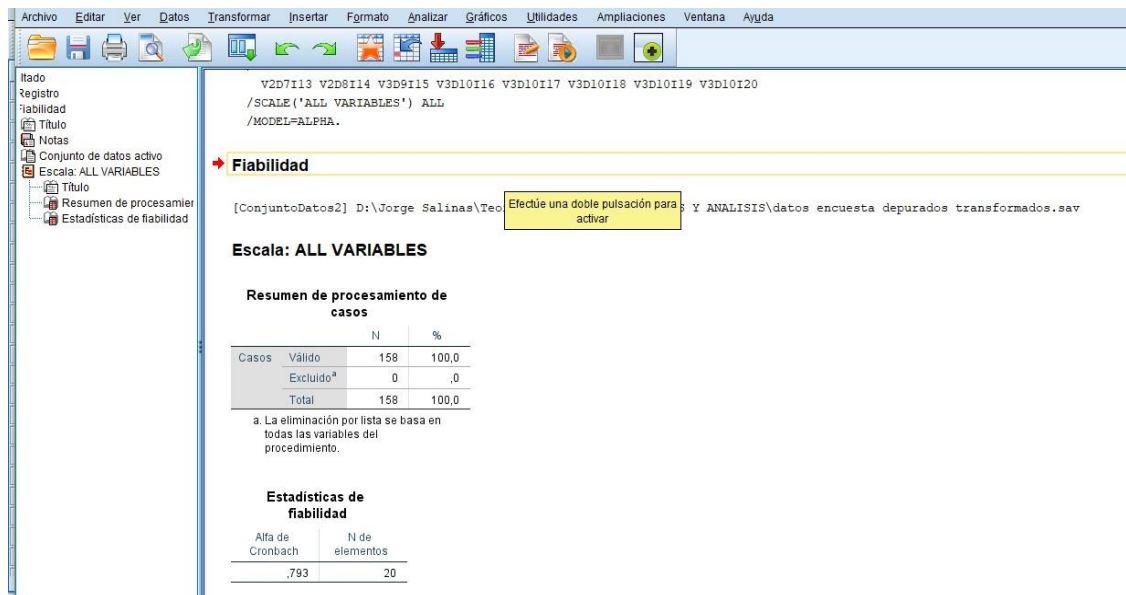 Archivo Editar Ver Datos Transformar Insertar Formato Analizar Gráficos Utilidades Ampliaciones Ventana Ayuda
ltado
Registro
Fiabilidad
Título
Notas
Conjunto de datos activo
Escala: ALL VARIABLES
Título
Resumen de procesamier
Estadísticas de fiabilidad
V2D7I13 V2D8I14 V3D9I15 V3D10I16 V3D10I17 V3D10I18 V3D10I19 V3D10I20
/SCALE('ALL VARIABLES') ALL
/MODEL=ALPHA.
Fiabilidad
[ConjuntoDatos2] D:\Jorge Salinas\Teo
Y ANALISIS\datos encuesta depurados transformados.sav
Efectúe una doble pulsación para
activar
Escala: ALL VARIABLES
Resumen de procesamiento de
casos
N %
Casos Válido 158 100,0
Excluido a 0 ,0
Total 158 100,0
a. La eliminación por lista se basa en
todas las variables del
procedimiento.
Estadísticas de
fiabilidad
Alfa de
Cronbach
N de
elementos
,793 20